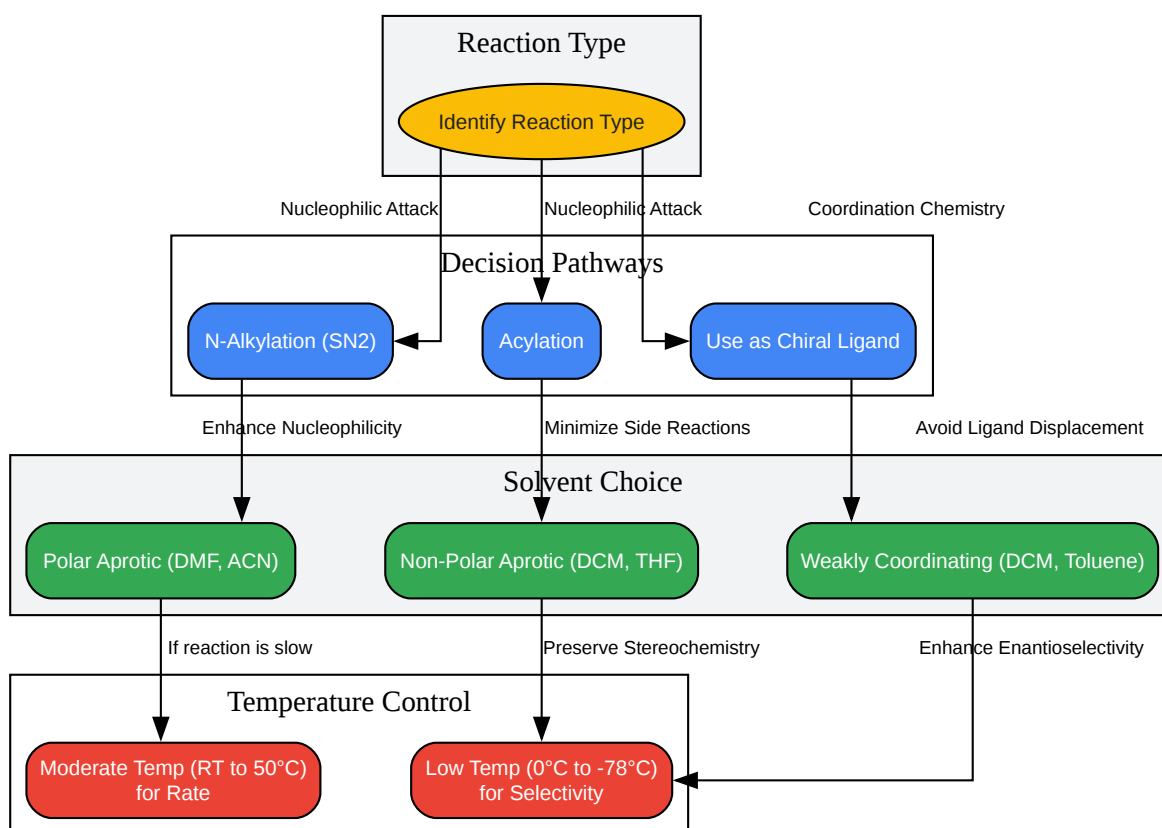 Reaction Type
Identify Reaction Type
Nucleophilic Attack
Nucleophilic Attack
Coordination Chemistry
Decision Pathways
N-Alkylation (SN2)
Acylation
Use as Chiral Ligand
Enhance Nucleophilicity
Minimize Side Reactions
Avoid Ligand Displacement
Solvent Choice
Polar Aprotic (DMF, ACN)
Non-Polar Aprotic (DCM, THF)
Weakly Coordinating (DCM, Toluene)
If reaction is slow
Preserve Stereochemistry
Enhance Enantioselectivity
Temperature Control
Moderate Temp (RT to 50°C)
for Rate
Low Temp (0°C to -78°C)
for Selectivity